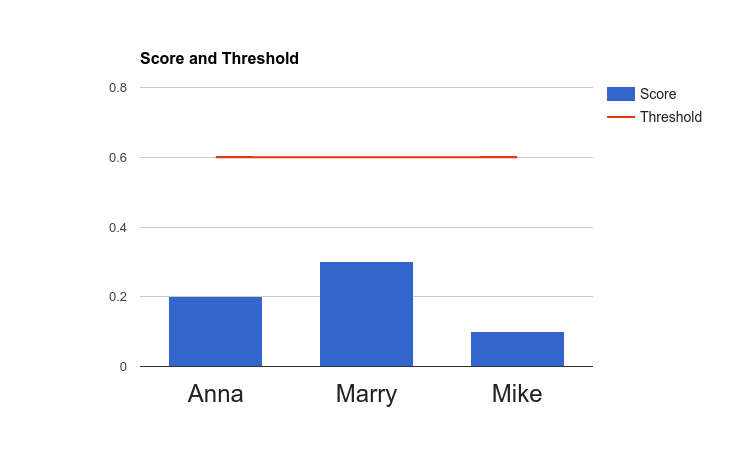 Score and Threshold
0.8
0.6
0.4
0.2
0
Anna Marry Mike
Score
Threshold